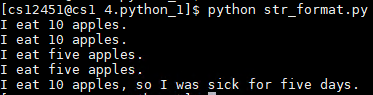 [cs12451@cs1 4.python_1]$ python str_format.py
I eat 10 apples.
I eat 10 apples.
I eat five apples.
I eat five apples.
I eat 10 apples, so I was sick for five days.